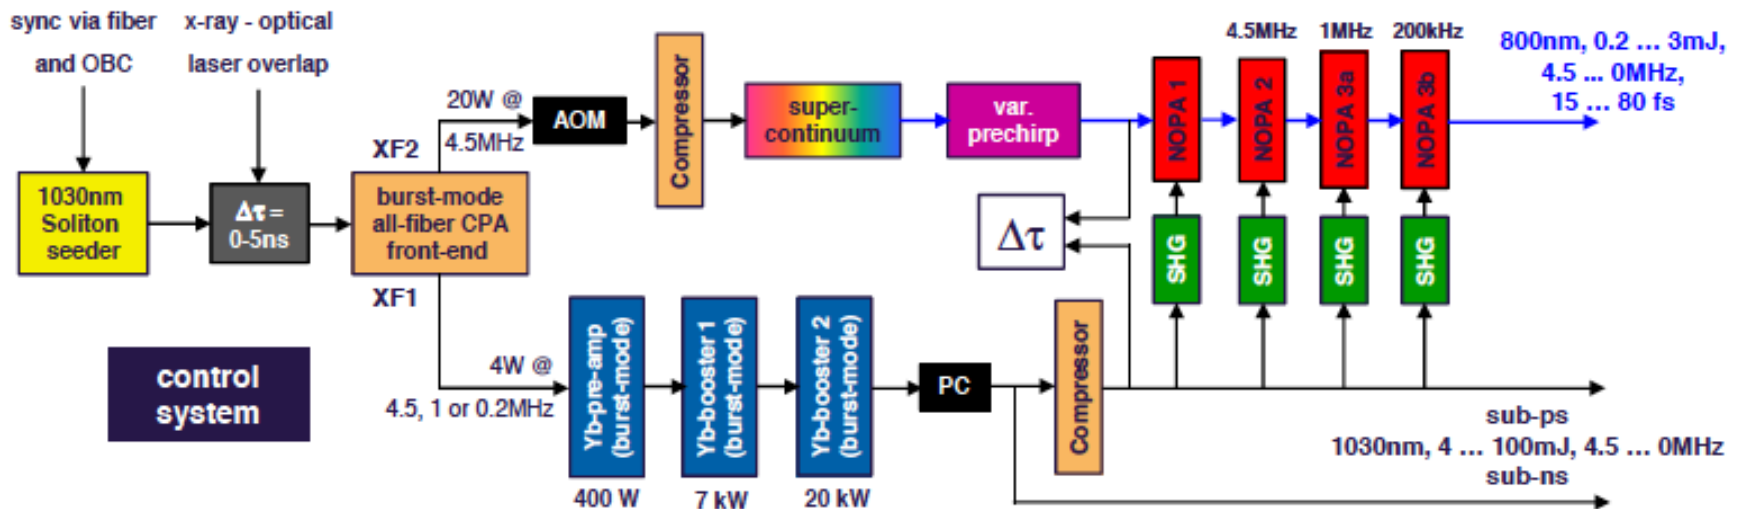 sync via fiber
and OBC
x-ray - optical
laser overlap
1030nm
Soliton
seeder
Δτ =
0-5ns
burst-mode
all-fiber CPA
front-end
XF2
XF1
20W @
4.5MHz
AOM
Compressor
super-
continuum
var.
prechirp
4.5MHz
1MHz
200kHz
NOPA 1
NOPA 2
NOPA 3a
NOPA 3b
800nm, 0.2 ... 3mJ,
4.5 ... 0MHz,
15 ... 80 fs
Δτ
SHG
SHG
SHG
SHG
control
system
4W @
4.5, 1 or 0.2MHz
Yb-pre-amp
(burst-mode)
400 W
Yb-booster 1
(burst-mode)
7 kW
Yb-booster 2
(burst-mode)
20 kW
PC
Compressor
sub-ps
1030nm, 4 ... 100mJ, 4.5 ... 0MHz
sub-ns